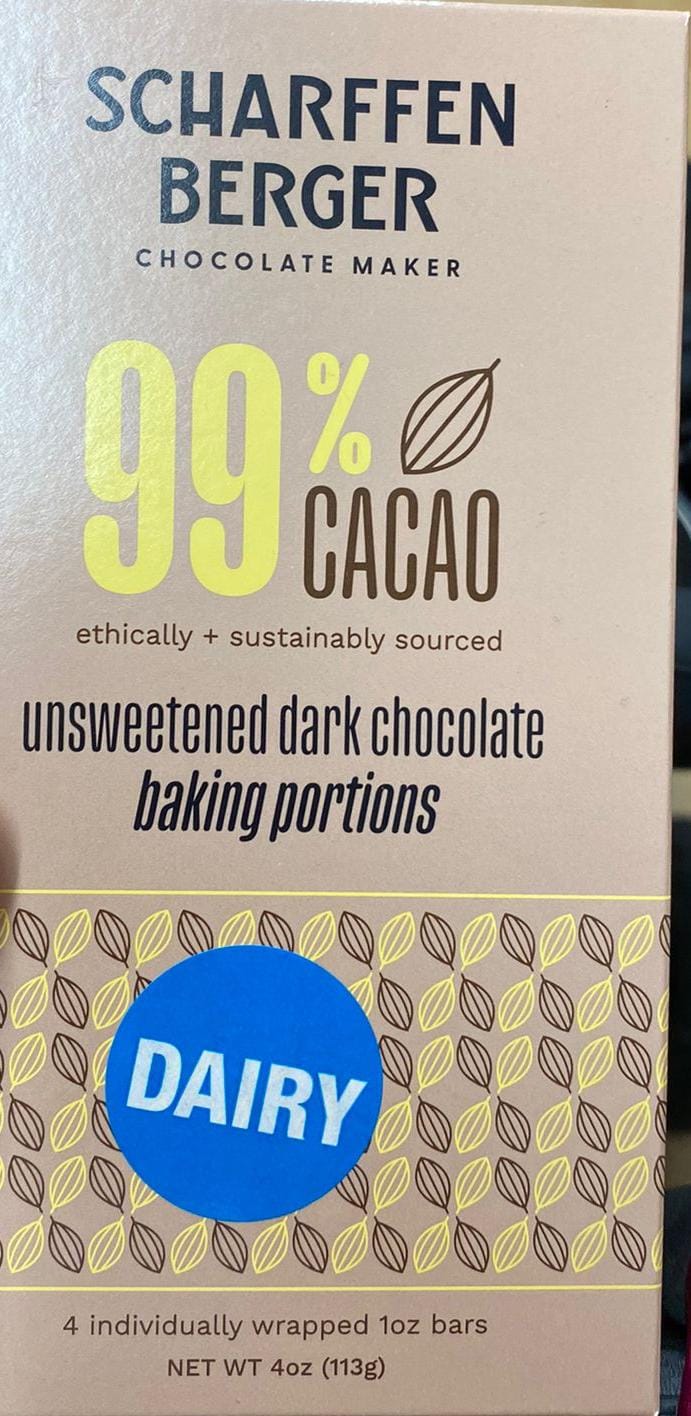 SCHARFFEN
BERGER
CHOCOLATE MAKER
99%
CACAO
ethically + sustainably sourced
unsweetened dark chocolate
baking portions
DAIRY
4 individually wrapped 1oz bars
NET WT 4oz (113g)